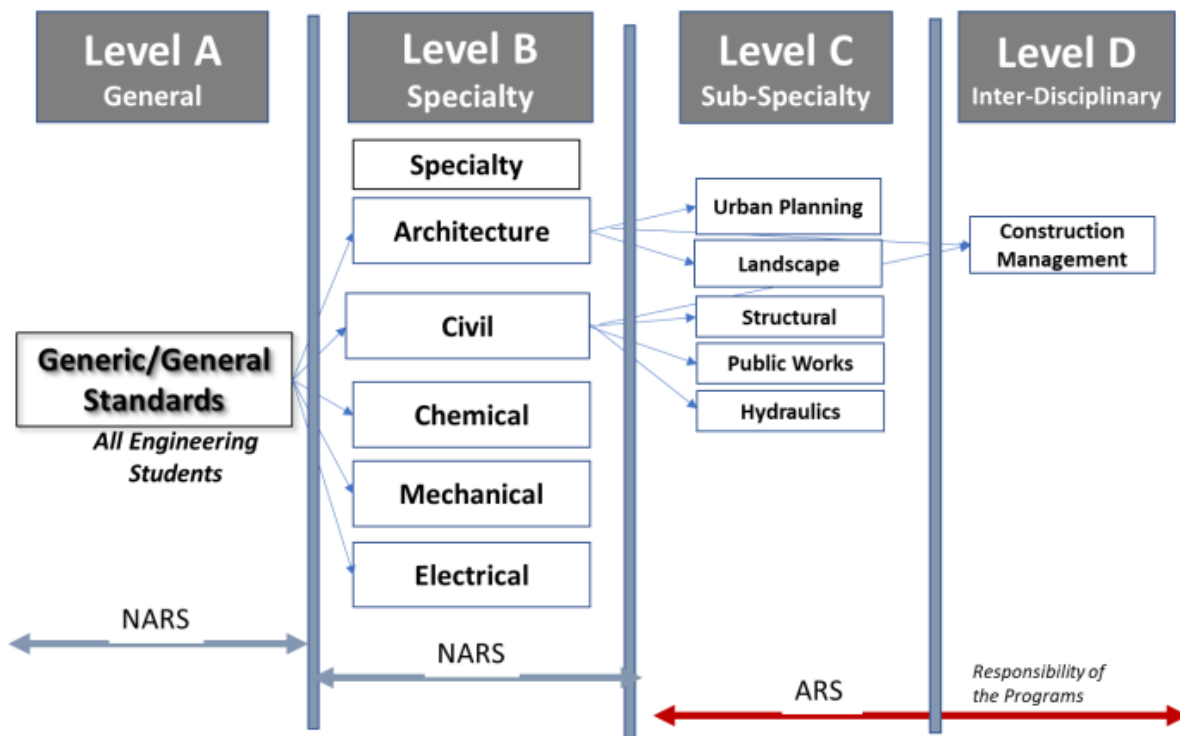 Level A
General
Level B
Specialty
Level C
Sub-Specialty
Level D
Inter-Disciplinary
Specialty
Architecture
Civil
Chemical
Mechanical
Electrical
Generic/General
Standards
All Engineering
Students
Urban Planning
Landscape
Structural
Public Works
Hydraulics
Construction
Management
NARS
NARS
ARS
Responsibility of
the Programs